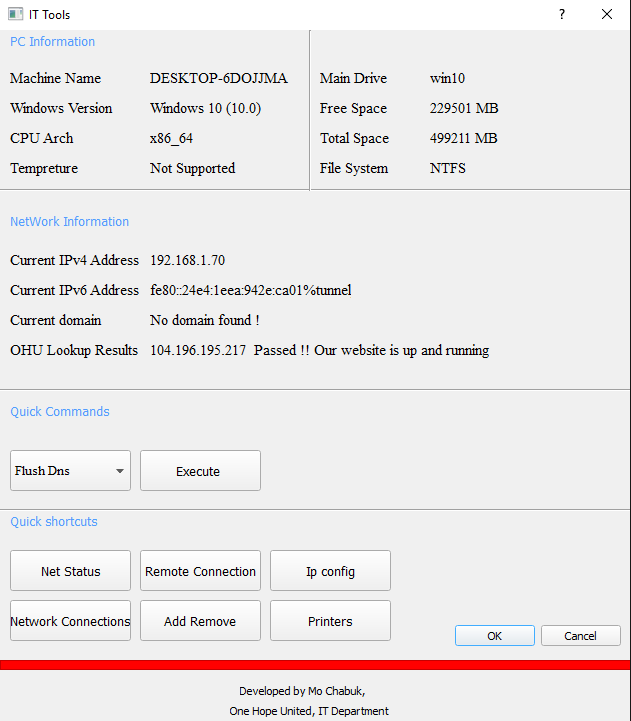 IT Tools
PC Information
Machine Name DESKTOP-6DOJJMA
Windows Version Windows 10 (10.0)
CPU Arch x86_64
Tempreture Not Supported
Main Drive win10
Free Space 229501 MB
Total Space 499211 MB
File System NTFS
NetWork Information
Current IPv4 Address 192.168.1.70
Current IPv6 Address fe80::24e4:1eea:942e:ca01%tunnel
Current domain No domain found !
OHU Lookup Results 104.196.195.217 Passed !! Our website is up and running
Quick Commands
Flush Dns Execute
Quick shortcuts
Net Status Remote Connection Ip config
Network Connections Add Remove Printers
OK Cancel
Developed by Mo Chabuk,
One Hope United, IT Department